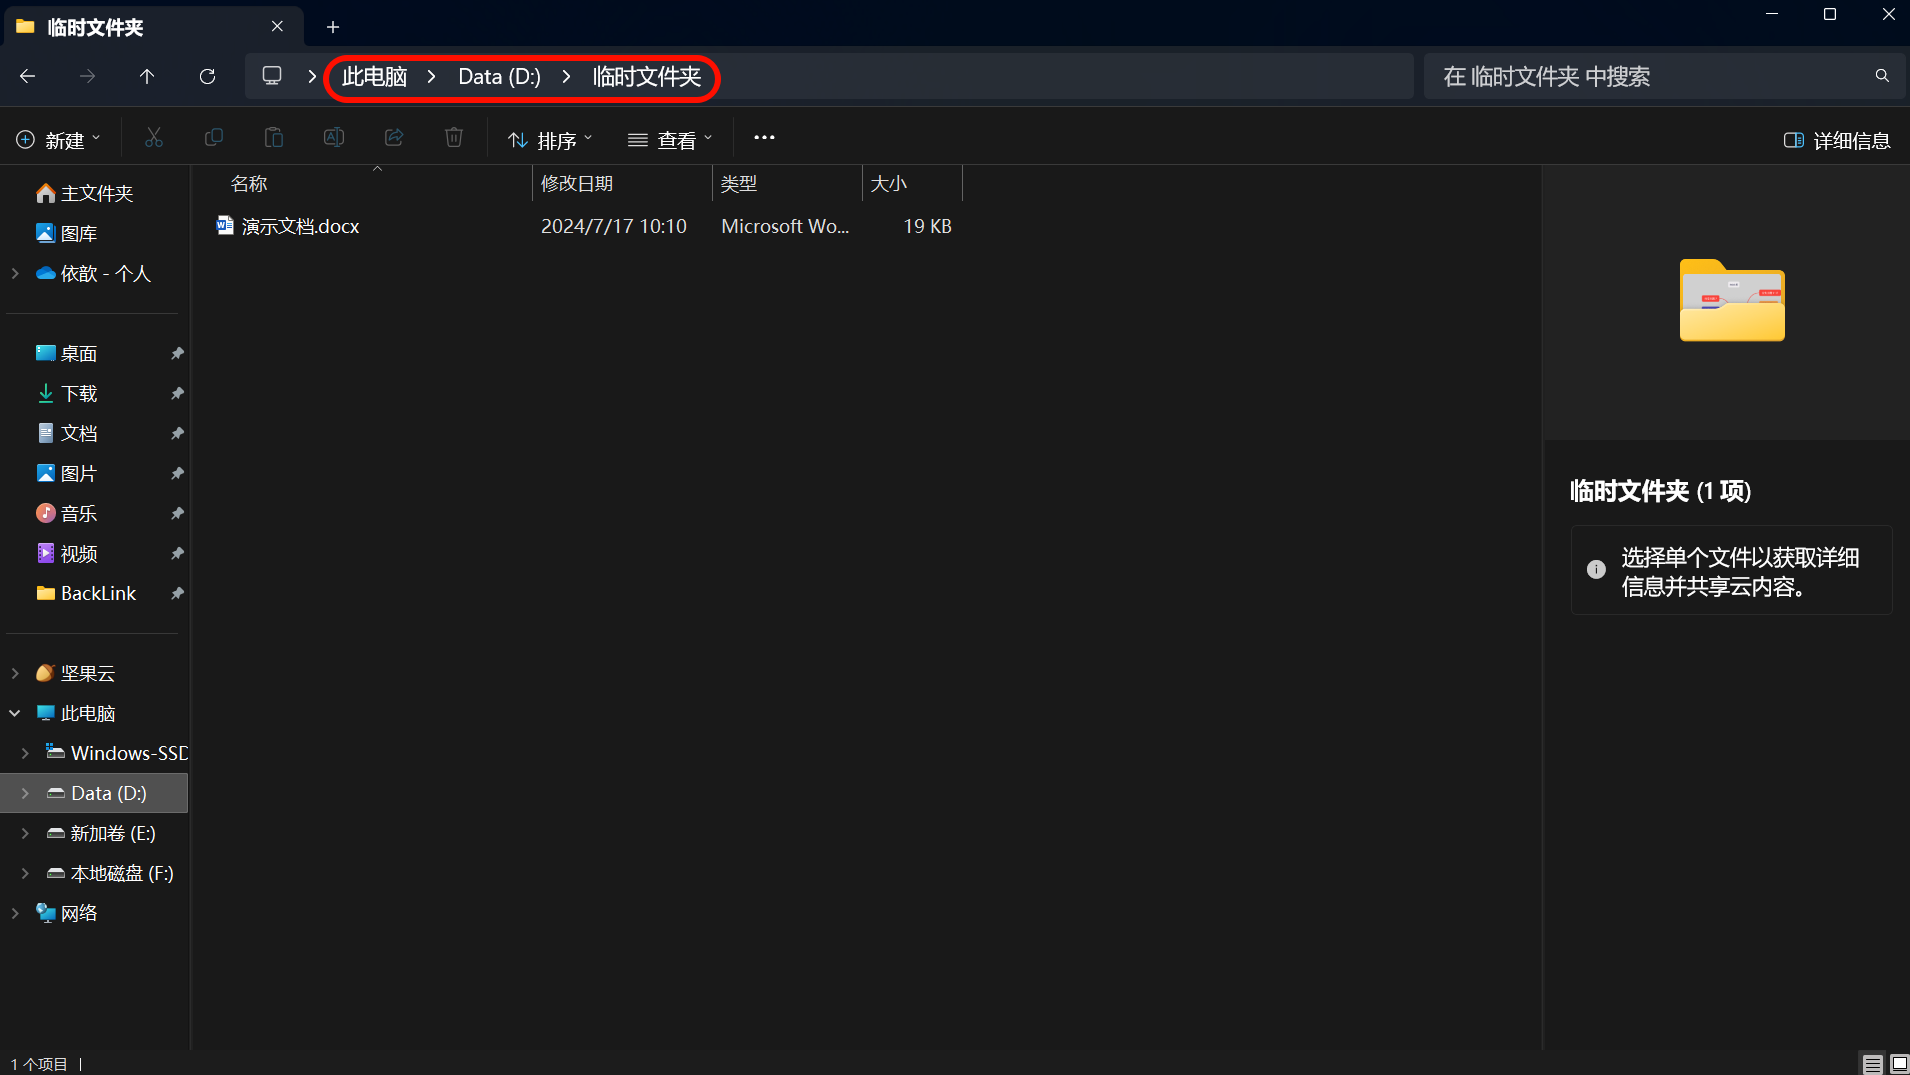 临时文件夹
此电脑 > Data (D:) > 临时文件夹
在 临时文件夹 中搜索
新建
排序
查看
详细信息
名称 修改日期 类型 大小
演示文档.docx 2024/7/17 10:10 Microsoft Wo... 19 KB
主文件夹
图库
依歆 - 个人
桌面
下载
文档
图片
音乐
视频
BackLink
坚果云
此电脑
Windows-SSD
Data (D:)
新加卷 (E:)
本地磁盘 (F:)
网络
临时文件夹 (1 项)
选择单个文件以获取详细
信息并共享云内容。
1 个项目